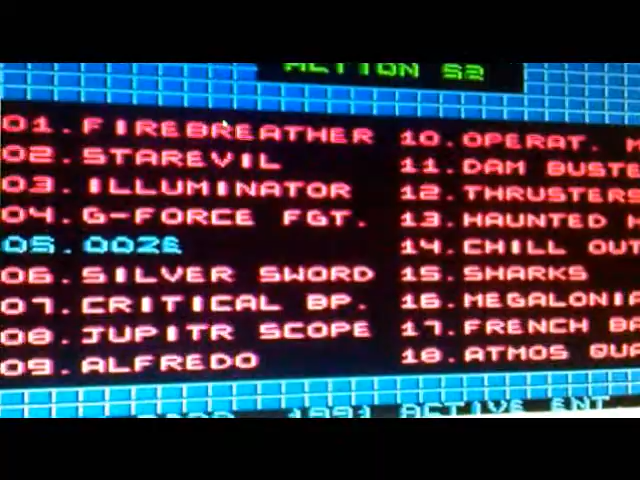 ACTION 52
01.FIREBREATHER
02.STAREVIL
03.ILLUMINATOR
04.G-FORCE FGT.
05.OOZE
06.SILVER SWORD
07.CRITICAL BP.
08.JUPITR SCOPE
09.ALFREDO
10.OPERAT. M
11.DAM BUSTE
12.THRUSTERS
13.HAUNTED
14.CHILL OUT
15.SHARKS
16.MEGALONI
17.FRENCH BA
18.ATMOS QUA
1991 ACTIVE ENT